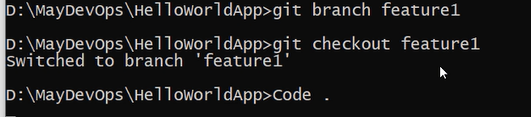 D:\MayDevOps\HelloWorldApp>git branch feature1
D:\MayDevOps\HelloWorldApp>git checkout feature1
Switched to branch 'feature1'
D:\MayDevOps\HelloWorldApp>Code .